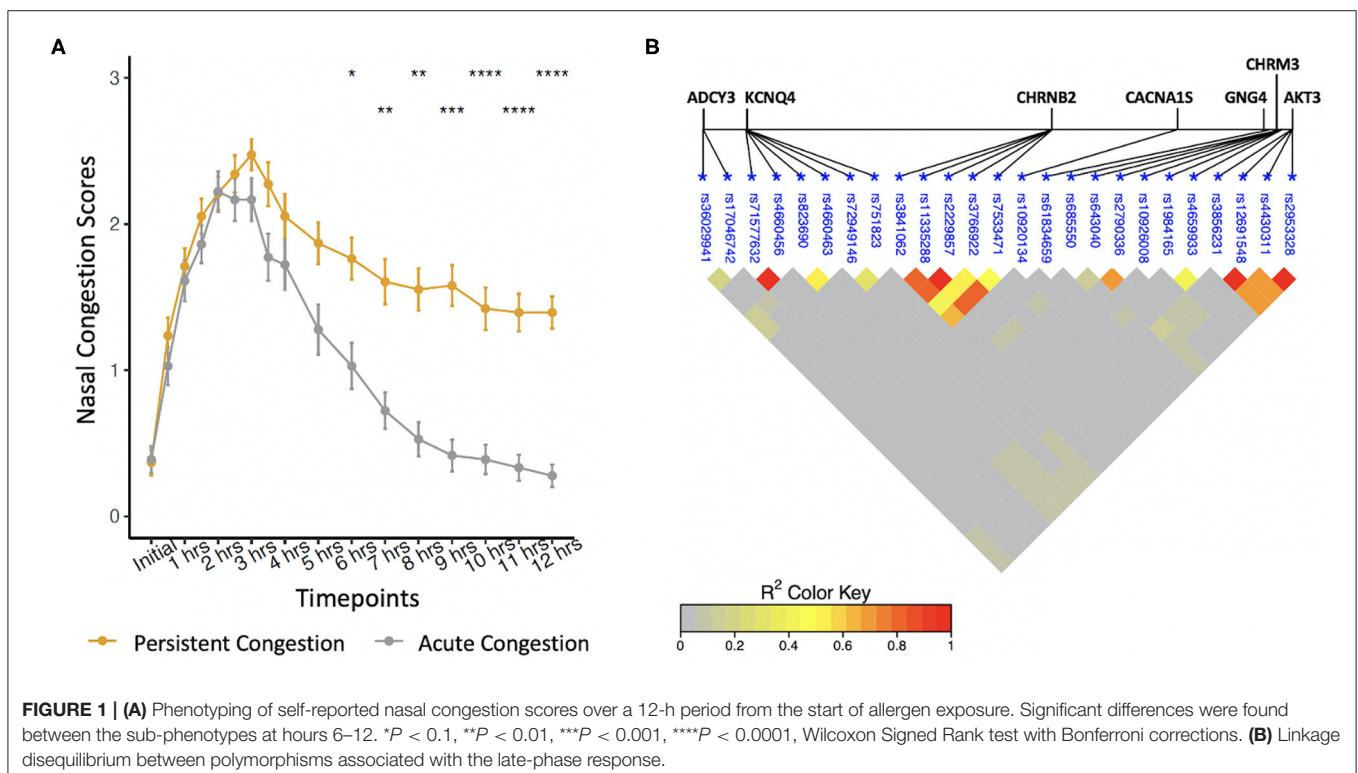 A
3
2
1
0
Nasal Congestion Scores
* ** **** ****
** *** ****
Initial 1 hrs 2 hrs 3 hrs 4 hrs 5 hrs 6 hrs 7 hrs 8 hrs 9 hrs 10 hrs 11 hrs 12 hrs
Timepoints
Persistent Congestion Acute Congestion
B
CHRM3
ADCY3 KCNQ4 CHRNB2 CACNA1S GNG4 AKT3
rs36029941
rs17046742
rs71577632
rs4660456
rs823690
rs4660463
rs72949146
rs751823
rs3841062
rs11335288
rs2229857
rs3766922
rs7533471
rs10920134
rs61834659
rs685550
rs643040
rs2790336
rs10926008
rs1984165
rs4659933
rs3856231
rs12691548
rs4430311
rs2953328
R² Color Key
0 0.2 0.4 0.6 0.8 1
FIGURE 1 | (A) Phenotyping of self-reported nasal congestion scores over a 12-h period from the start of allergen exposure. Significant differences were found
between the sub-phenotypes at hours 6–12. *P < 0.1, **P < 0.01, ***P < 0.001, ****P < 0.0001, Wilcoxon Signed Rank test with Bonferroni corrections. (B) Linkage
disequilibrium between polymorphisms associated with the late-phase response.